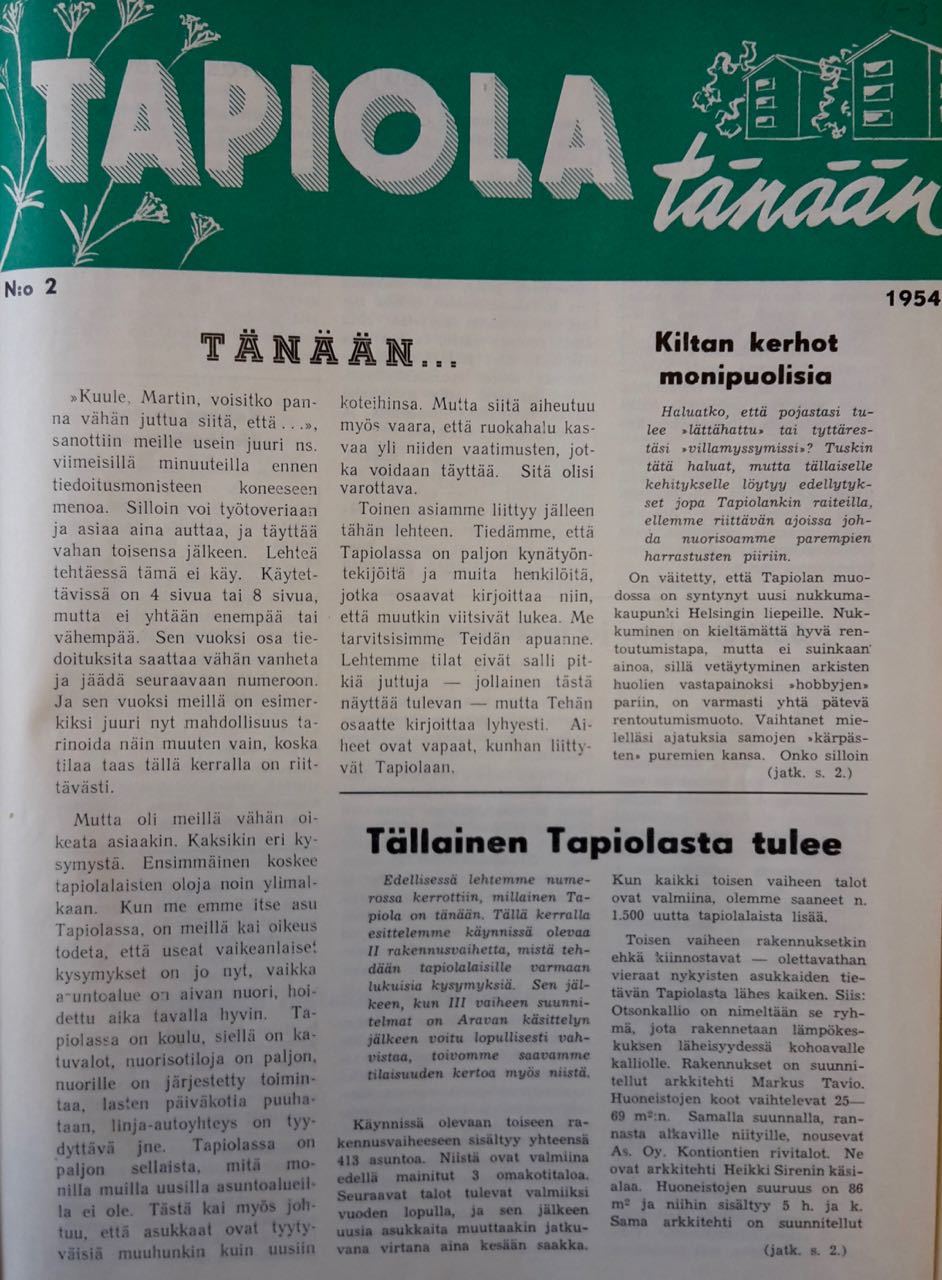 TAPIOLA
tänään
N:o 2
1954
TÄNÄÄN...
»Kuule, Martin, voisitko pan-
na vähän juttua siitä, että . . .»,
sanottiin meille usein juuri ns.
viimeisillä minuuteilla ennen
tiedoitusmonisteen koneeseen
menoa. Silloin voi työtoveriaan
ja asiaa aina auttaa, ja täyttää
vahan toisensa jälkeen. Lehteä
tehtäessä tämä ei käy. Käytet-
tävissä on 4 sivua tai 8 sivua,
mutta ei yhtään enempää tai
vähempää. Sen vuoksi osa tie-
doituksita saattaa vähän vanheta
ja jäädä seuraavaan numeroon.
Ja sen vuoksi meillä on esimer-
kiksi juuri nyt mahdollisuus ta-
rinoida näin muuten vain, koska
tilaa taas tällä kerralla on riit-
tävästi.
Mutta oli meillä vähän oi-
keata asiaakin. Kaksikin eri ky-
symystä. Ensimmäinen koskee
tapiolalaisten oloja noin ylimal-
kaan. Kun me emme itse asu
Tapiolassa, on meillä kai oikeus
todeta, että useat vaikeanlaiset
kysymykset on jo nyt, vaikka
asuntoalue on aivan nuori, hoi-
dettu aika tavalla hyvin. Ta-
piolassa on koulu, siellä on ka-
tuvalot, nuorisotiloja on paljon,
nuorille on järjestetty toimin-
taa, lasten päiväkotia puuha-
taan, linja-autoyhteys on tyy-
dyttävä jne. Tapiolassa on
paljon sellaista, mitä mo-
nilla muilla uusilla asuntoalueil-
la ei ole. Tästä kai myös joh-
tuu, että asukkaat ovat tyyty-
väisiä muuhunkin kuin uusiin
koteihinsa. Mutta siitä aiheutuu
myös vaara, että ruokahalu kas-
vaa yli niiden vaatimusten, jot-
ka voidaan täyttää. Sitä olisi
varottava.
Toinen asiamme liittyy jälleen
tähän lehteen. Tiedämme, että
Tapiolassa on paljon kynätyön-
tekijöitä ja muita henkilöitä,
jotka osaavat kirjoittaa niin,
että muutkin viitsivät lukea. Me
tarvitsisimme Teidän apuanne.
Lehtemme tilat eivät salli pit-
kiä juttuja — jollainen tästä
näyttää tulevan — mutta Tehän
osaatte kirjoittaa lyhyesti. Ai-
heet ovat vapaat, kunhan liitty-
vät Tapiolaan.
Kiltan kerhot
monipuolisia
Haluatko, että pojastasi tu-
lee »lättähattu» tai tyttäres-
täsi »villamyssymissi»? Tuskin
tätä haluat, mutta tällaiselle
kehitykselle löytyy edellytyk-
set jopa Tapiolankin raiteilla,
ellemme riittävän ajoissa joh-
da nuorisoamme parempien
harrastusten piiriin.
On väitetty, että Tapiolan muo-
dossa on syntynyt uusi nukkuma-
kaupunki Helsingin liepeille. Nuk-
kuminen on kieltämättä hyvä ren-
toutumistapa, mutta ei suinkaan
ainoa, sillä vetäytyminen arkisten
huolien vastapainoksi »hobbyjen»
pariin, on varmasti yhtä pätevä
rentoutumismuoto. Vaihtanet mie-
lelläsi ajatuksia samojen »kärpäs-
ten» puremien kansa. Onko silloin
(jatk. s. 2.)
Tällainen Tapiolasta tulee
Edellisessä lehtemme nume-
rossa kerrottiin, millainen Ta-
piola on tänään. Tällä kerralla
esittelemme käynnissä olevaa
II rakennusvaihetta, mistä teh-
dään tapiolalaisille varmaan
lukuisia kysymyksiä. Sen jäl-
keen, kun III vaiheen suunni-
telmat on Aravan käsittelyn
jälkeen voitu lopullisesti vah-
vistaa, toivomme saavamme
tilaisuuden kertoa myös niistä.
Käynnissä olevaan toiseen ra-
kennusvaiheeseen sisältyy yhteensä
413 asuntoa. Niistä ovat valmiina
edellä mainitut 3 omakotitaloa.
Seuraavat talot tulevat valmiiksi
vuoden lopulla, ja sen jälkeen
uusia asukkaita muuttaakin jatku-
vana virtana aina kesään saakka.
Kun kaikki toisen vaiheen talot
ovat valmiina, olemme saaneet n.
1.500 uutta tapiolalaista lisää.
Toisen vaiheen rakennuksetkin
ehkä kiinnostavat — olettavathan
vieraat nykyisten asukkaiden tie-
tävän Tapiolasta lähes kaiken. Siis:
Otsonkallio on nimeltään se ryh-
mä, jota rakennetaan lämpökes-
kuksen läheisyydessä kohoavalle
kalliolle. Rakennukset on suunni-
tellut arkkitehti Markus Tavio.
Huoneistojen koot vaihtelevat 25—
69 m²:n. Samalla suunnalla, ran-
nasta alkaville niityille, nousevat
As. Oy. Kontiontien rivitalot. Ne
ovat arkkitehti Heikki Sirenin käsi-
alaa. Huoneistojen suuruus on 86
m² ja niihin sisältyy 5 h. ja k.
Sama arkkitehti on suunnitellut
(jatk. s. 2.)